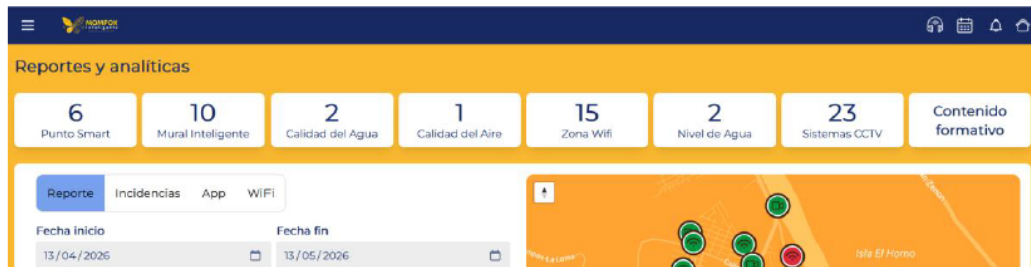 MOMPOX
Inteligente
Reportes y analíticas
6
Punto Smart
10
Mural Inteligente
2
Calidad del Agua
1
Calidad del Aire
15
Zona Wifi
2
Nivel de Agua
23
Sistemas CCTV
Contenido
formativo
Reporte Incidencias App WiFi
Fecha inicio
Fecha fin
13/04/2026
13/05/2026
Isla El Horno